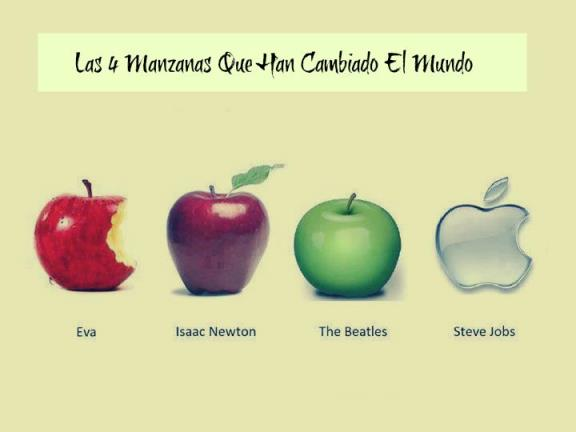 Las 4 Manzanas Que Han Cambiado El Mundo
Eva
Isaac Newton
The Beatles
Steve Jobs